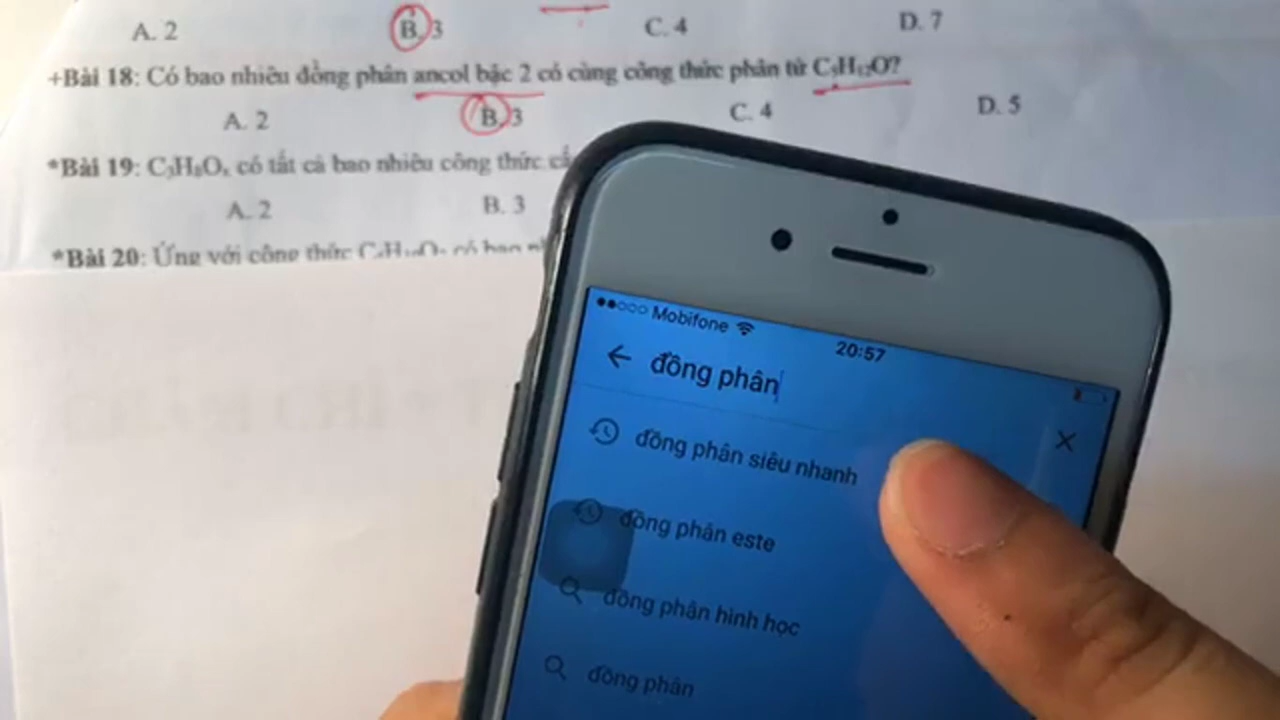 A. 2 B. 3 C. 4 D. 7
+Bài 18: Có bao nhiêu đồng phân ancol bậc 2 có cùng công thức phân tử C₅H₁₂O?
A. 2 B. 3 C. 4 D. 5
*Bài 19: C₃H₈Oₓ có tất cả bao nhiêu công thức
A. 2 B. 3
*Bài 20: Ứng với công thức có bao
Mobifone 20:57
đồng phân
đồng phân siêu nhanh
đồng phân este
đồng phân hình học
đồng phân